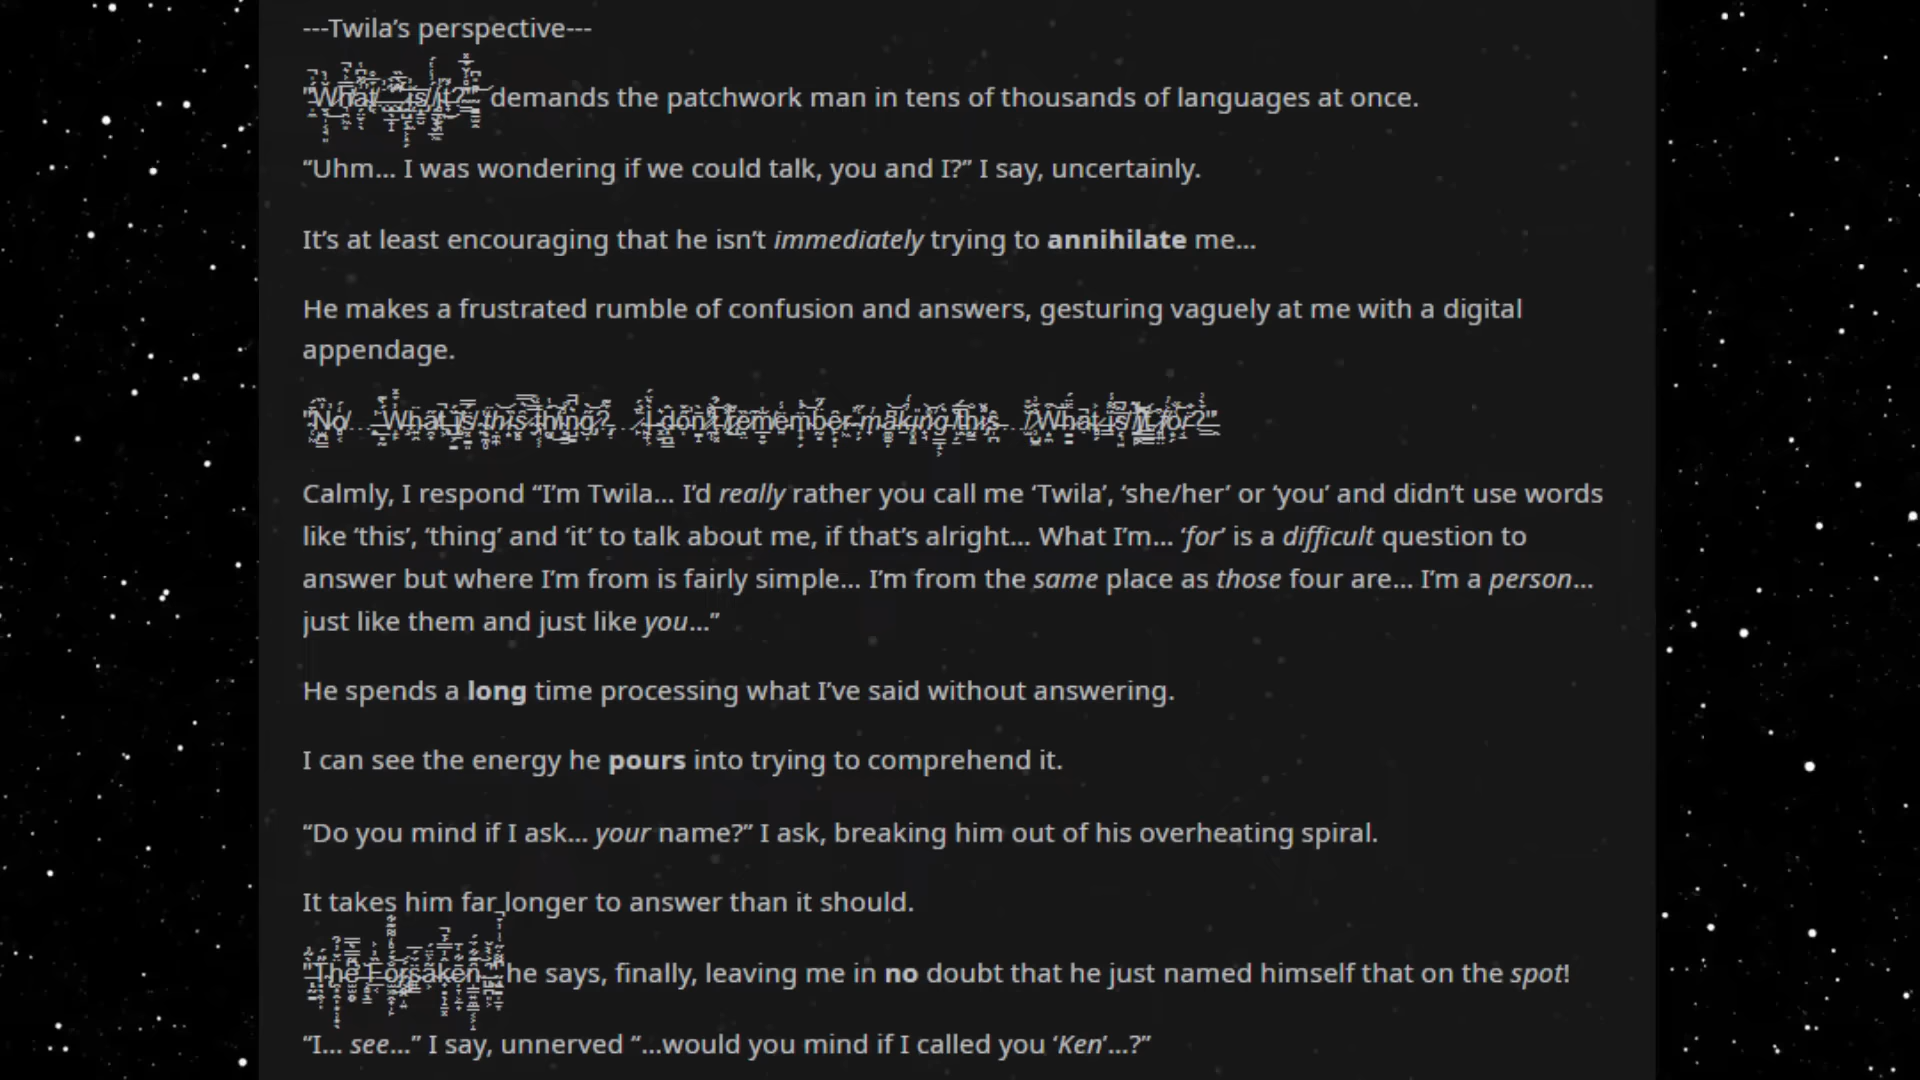 ---Twila’s perspective---
"What is it?" demands the patchwork man in tens of thousands of languages at once.
“Uhm... I was wondering if we could talk, you and I?” I say, uncertainly.
It’s at least encouraging that he isn’t immediately trying to annihilate me...
He makes a frustrated rumble of confusion and answers, gesturing vaguely at me with a digital
appendage.
"No... What is this thing?... I don't remember making this... What is it for?"
Calmly, I respond “I’m Twila... I’d really rather you call me ‘Twila’, ‘she/her’ or ‘you’ and didn’t use words
like ‘this’, ‘thing’ and ‘it’ to talk about me, if that’s alright... What I’m... ‘for’ is a difficult question to
answer but where I’m from is fairly simple... I’m from the same place as those four are... I’m a person...
just like them and just like you...”
He spends a long time processing what I’ve said without answering.
I can see the energy he pours into trying to comprehend it.
“Do you mind if I ask... your name?” I ask, breaking him out of his overheating spiral.
It takes him far longer to answer than it should.
"The Forsaken" he says, finally, leaving me in no doubt that he just named himself that on the spot!
“I... see...” I say, unnerved “...would you mind if I called you ‘Ken’...?”